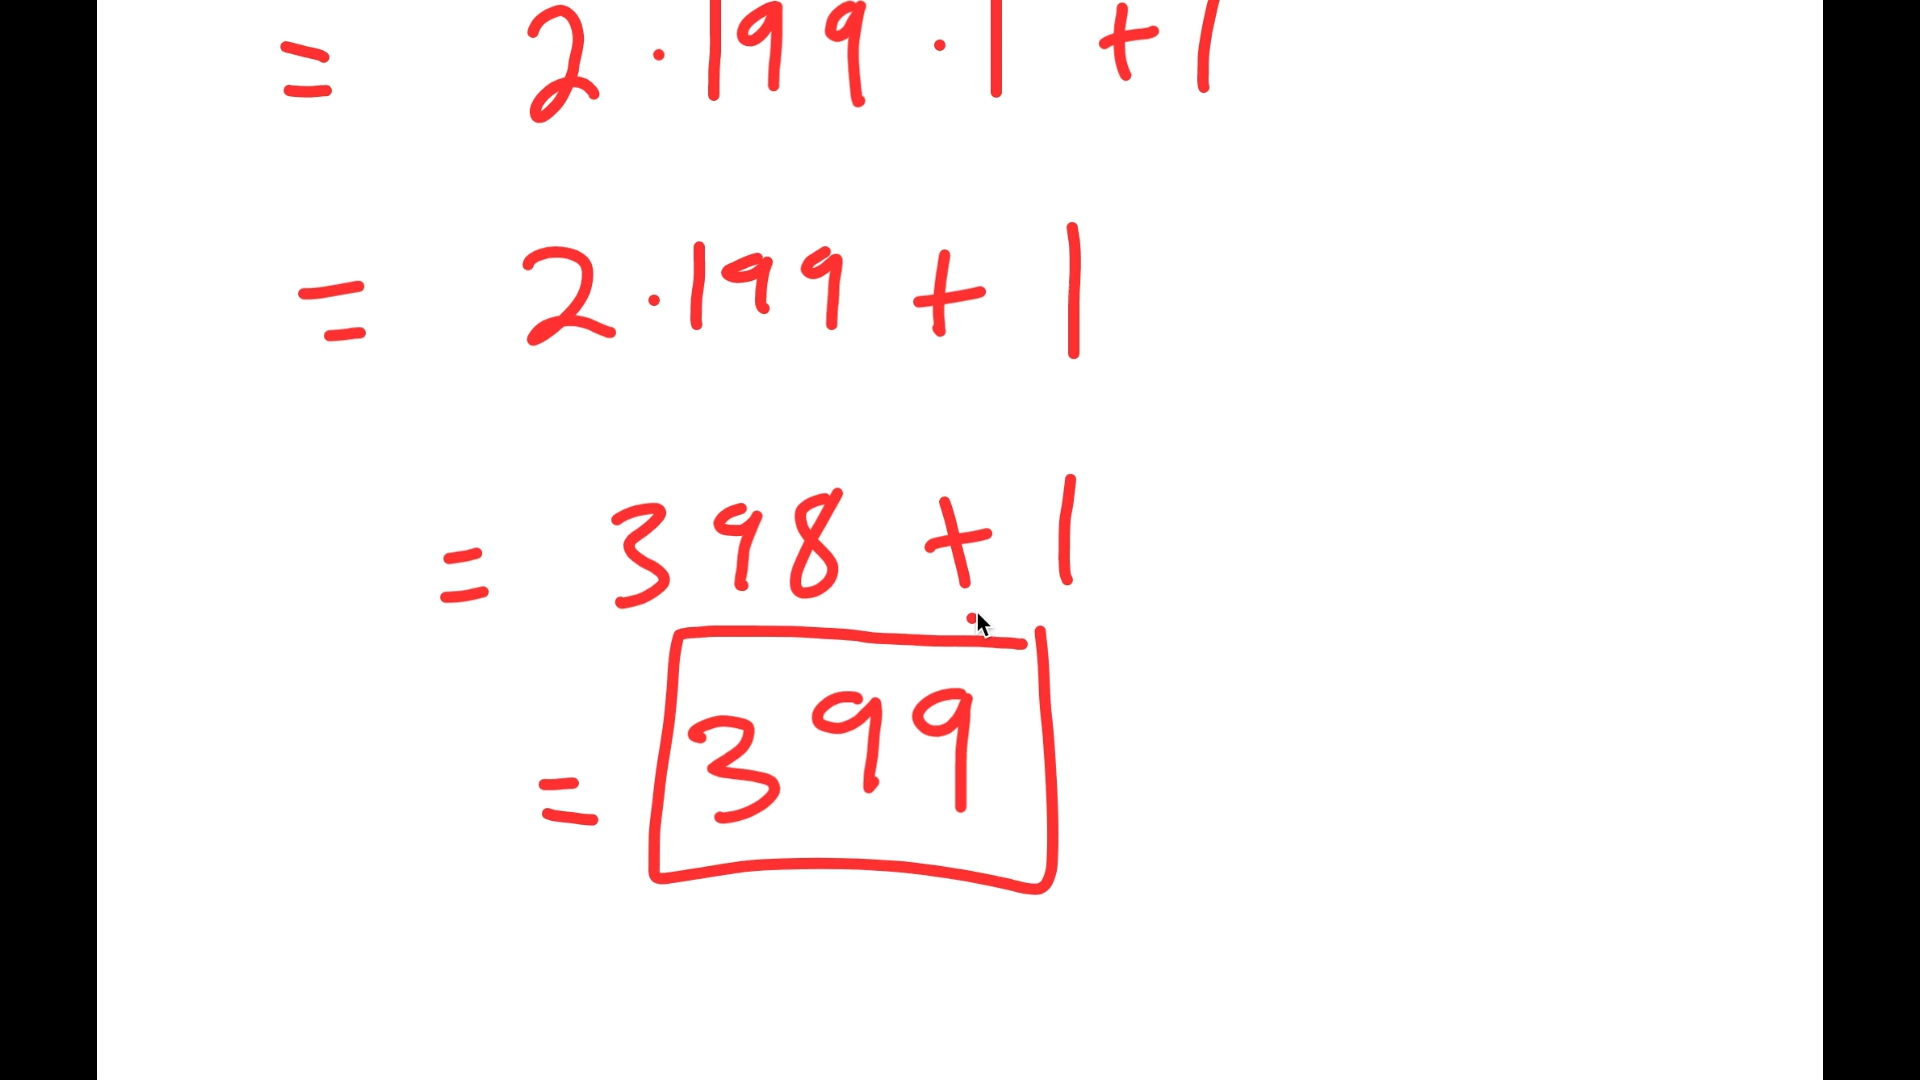 = 2 · 199 · 1 + 1
= 2 · 199 + 1
= 398 + 1
= 399